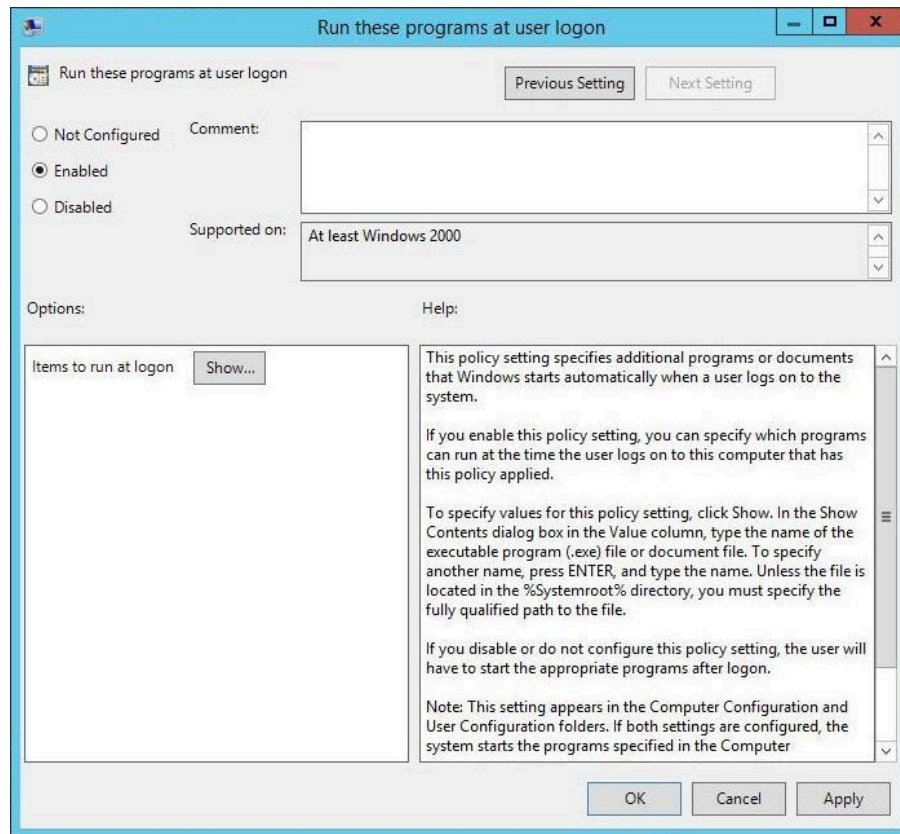 Run these programs at user logon
Run these programs at user logon
Previous Setting
Next Setting
Not Configured
Comment:
Enabled
Disabled
Supported on:
At least Windows 2000
Options:
Help:
Items to run at logon
Show...
This policy setting specifies additional programs or documents
that Windows starts automatically when a user logs on to the
system.
If you enable this policy setting, you can specify which programs
can run at the time the user logs on to this computer that has
this policy applied.
To specify values for this policy setting, click Show. In the Show
Contents dialog box in the Value column, type the name of the
executable program (.exe) file or document file. To specify
another name, press ENTER, and type the name. Unless the file is
located in the %Systemroot% directory, you must specify the
fully qualified path to the file.
If you disable or do not configure this policy setting, the user will
have to start the appropriate programs after logon.
Note: This setting appears in the Computer Configuration and
User Configuration folders. If both settings are configured, the
system starts the programs specified in the Computer
OK
Cancel
Apply